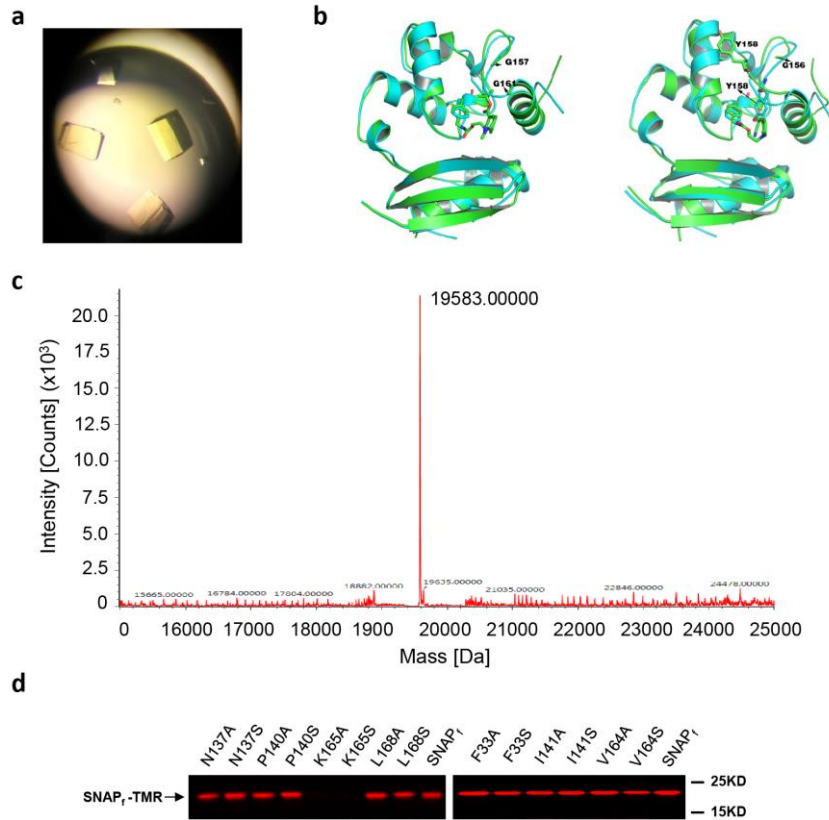 a
b
G157
G161
Y158
Y158
G156
c
19583.00000
Intensity [Counts] (x10³)
20.0
17.5
15.0
12.5
10.0
7.5
5.0
2.5
0
15665.00000
16784.00000
17804.00000
18862.00000
19635.00000
21035.00000
22846.00000
24478.00000
0 16000 17000 18000 1900 20000 21000 22000 23000 24000 25000
Mass [Da]
d
N137A N137S P140A P140S K165A K165S L168A L168S SNAPf F33A F33S I141A I141S V164A V164S SNAPf
SNAPf -TMR
25KD
15KD